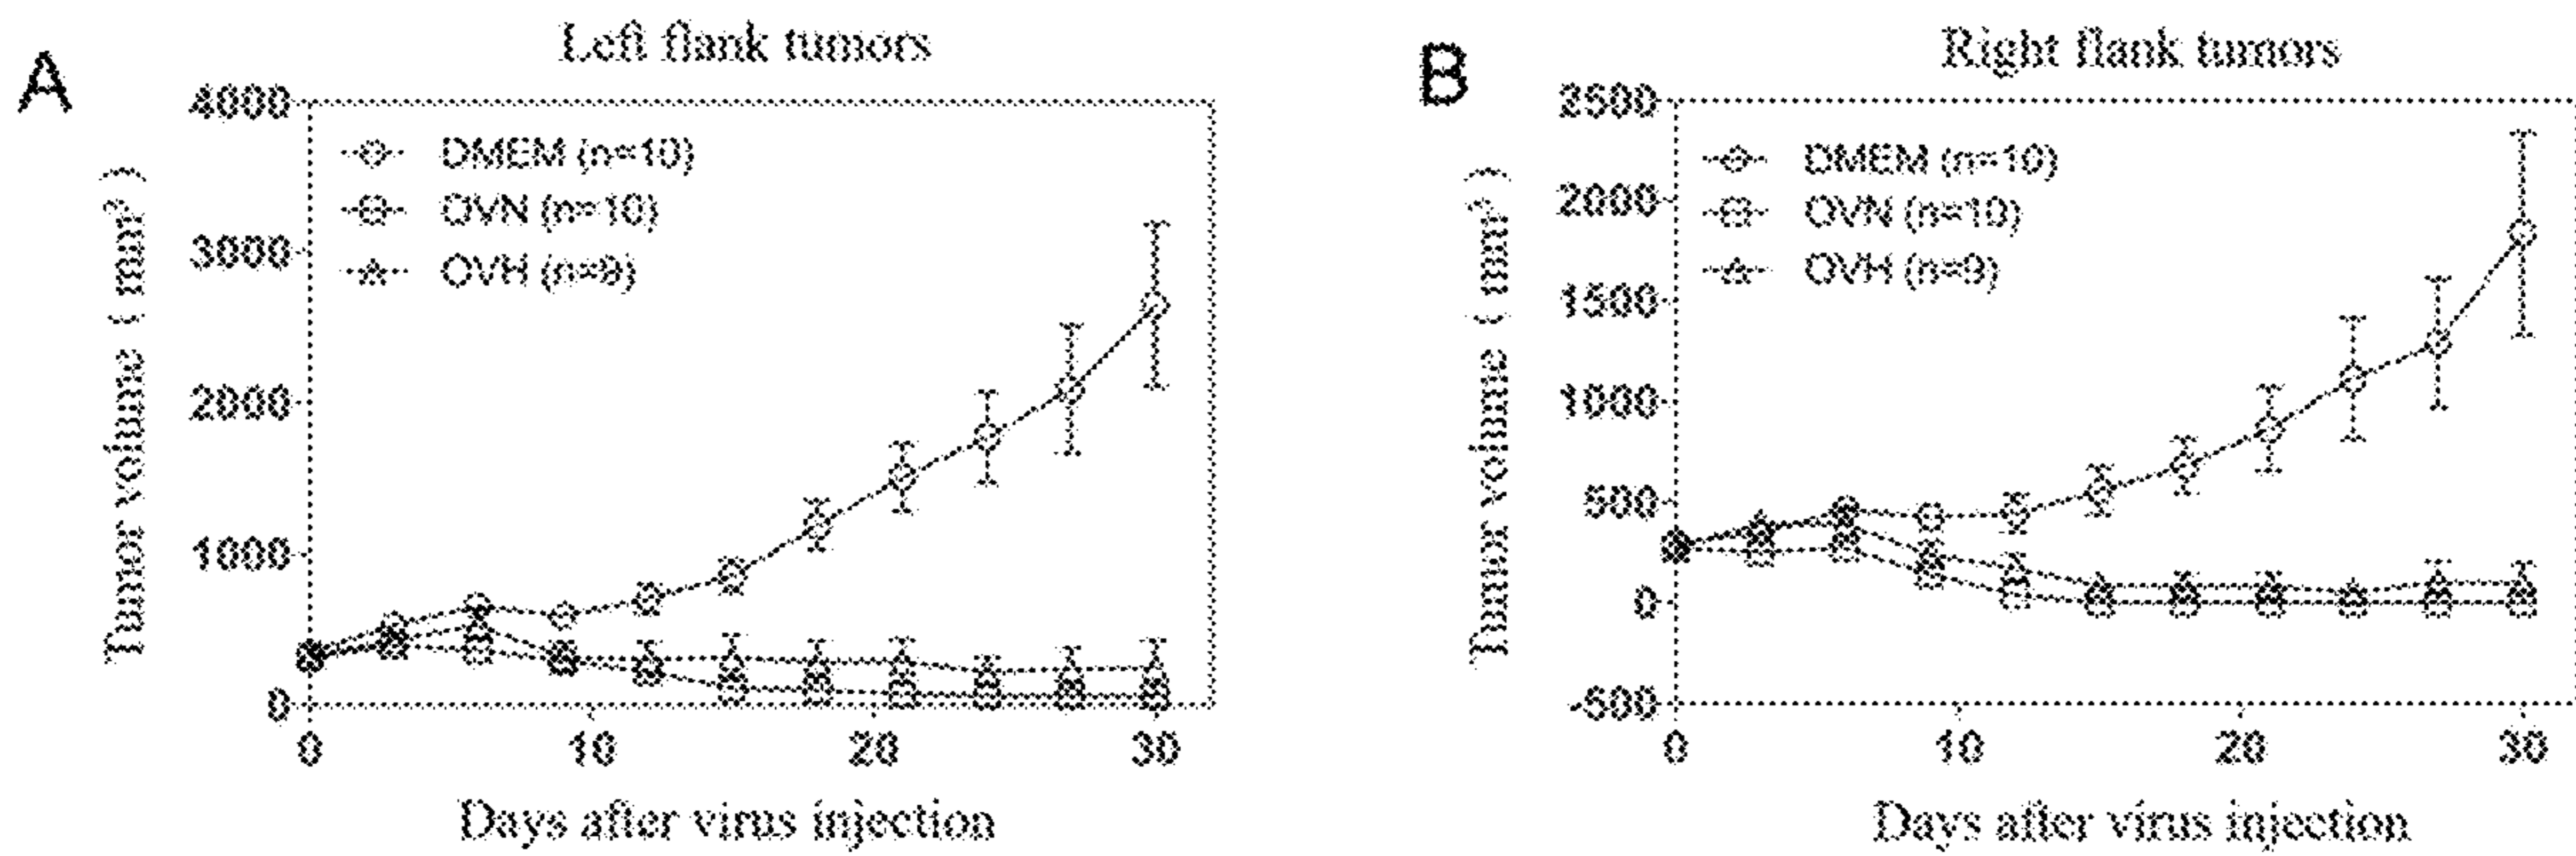 A
Left flank tumors
4000
3000
2000
1000
0
Tumor volume ( mm³ )
DMEM (n=10)
OVN (n=10)
OVH (n=9)
0 10 20 30
Days after virus injection
B
Right flank tumors
2500
2000
1500
1000
500
0
-500
Tumor volume ( mm³ )
DMEM (n=10)
OVN (n=10)
OVH (n=9)
0 10 20 30
Days after virus injection